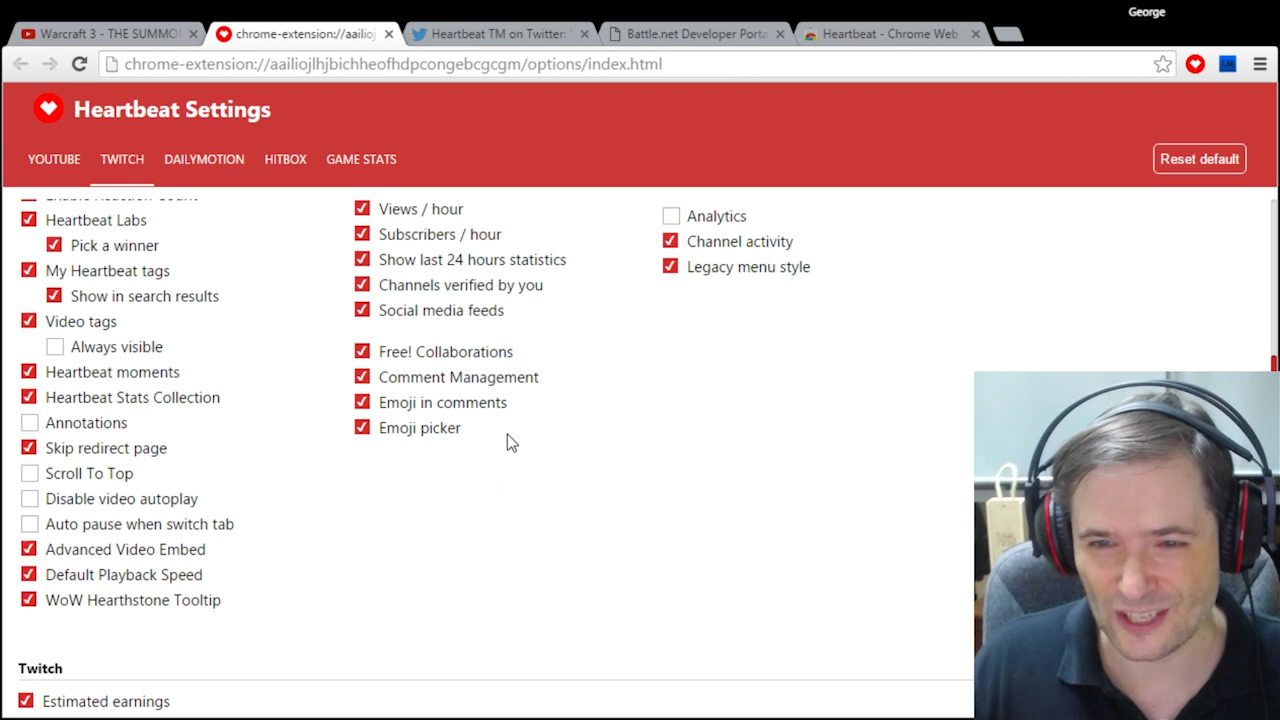 George
Warcraft 3 - THE SUMMO
chrome-extension://aailioj
Heartbeat TM on Twitter:
Battle.net Developer Porta
Heartbeat - Chrome Web
chrome-extension://aailiojlhjbichheofhdpcongebcgcgm/options/index.html
Heartbeat Settings
YOUTUBE
TWITCH
DAILYMOTION
HITBOX
GAME STATS
Reset default
Enable Reaction Count
Heartbeat Labs
Pick a winner
My Heartbeat tags
Show in search results
Video tags
Always visible
Heartbeat moments
Heartbeat Stats Collection
Annotations
Skip redirect page
Scroll To Top
Disable video autoplay
Auto pause when switch tab
Advanced Video Embed
Default Playback Speed
WoW Hearthstone Tooltip
Views / hour
Subscribers / hour
Show last 24 hours statistics
Channels verified by you
Social media feeds
Free! Collaborations
Comment Management
Emoji in comments
Emoji picker
Analytics
Channel activity
Legacy menu style
Twitch
Estimated earnings